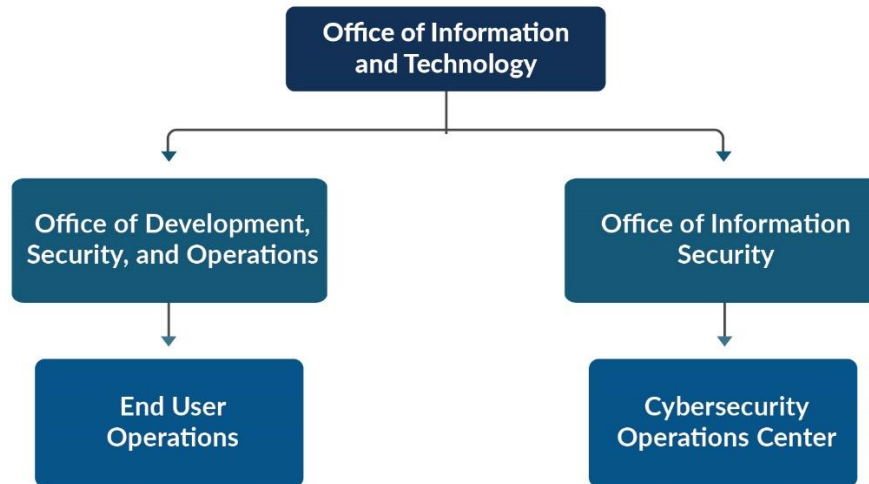 Office of Information
and Technology
Office of Development,
Security, and Operations
Office of Information
Security
End User
Operations
Cybersecurity
Operations Center